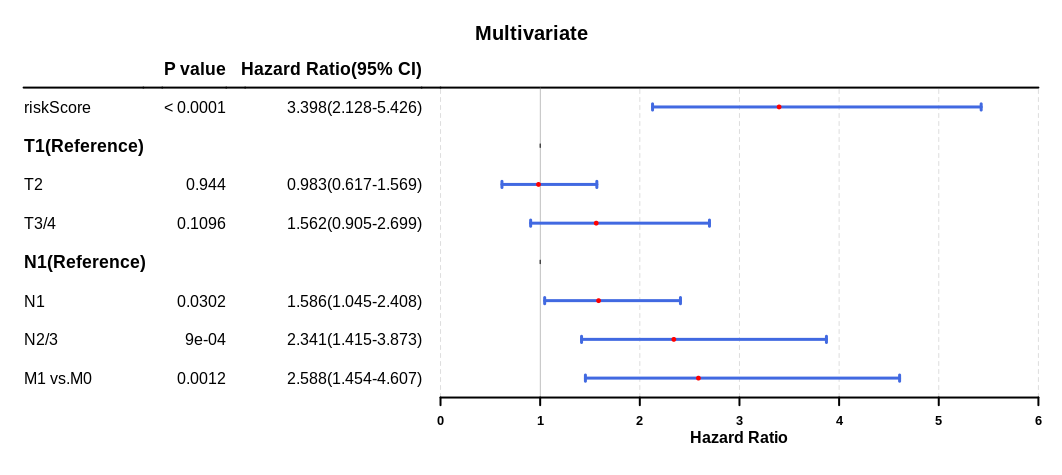 Multivariate
P value Hazard Ratio(95% CI)
riskScore < 0.0001 3.398(2.128-5.426)
T1(Reference)
T2 0.944 0.983(0.617-1.569)
T3/4 0.1096 1.562(0.905-2.699)
N1(Reference)
N1 0.0302 1.586(1.045-2.408)
N2/3 9e-04 2.341(1.415-3.873)
M1 vs.M0 0.0012 2.588(1.454-4.607)
0 1 2 3 4 5 6
Hazard Ratio